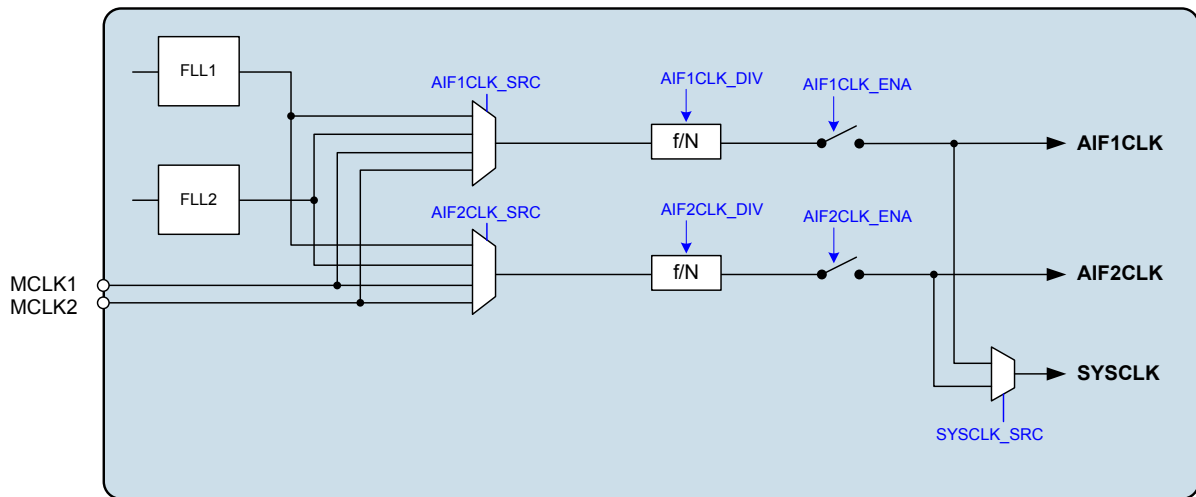 FLL1
AIF1CLK_SRC
AIF1CLK_DIV
AIF1CLK_ENA
f/N
AIF1CLK
FLL2
AIF2CLK_SRC
AIF2CLK_DIV
AIF2CLK_ENA
f/N
AIF2CLK
MCLK1
MCLK2
SYSCLK
SYSCLK_SRC